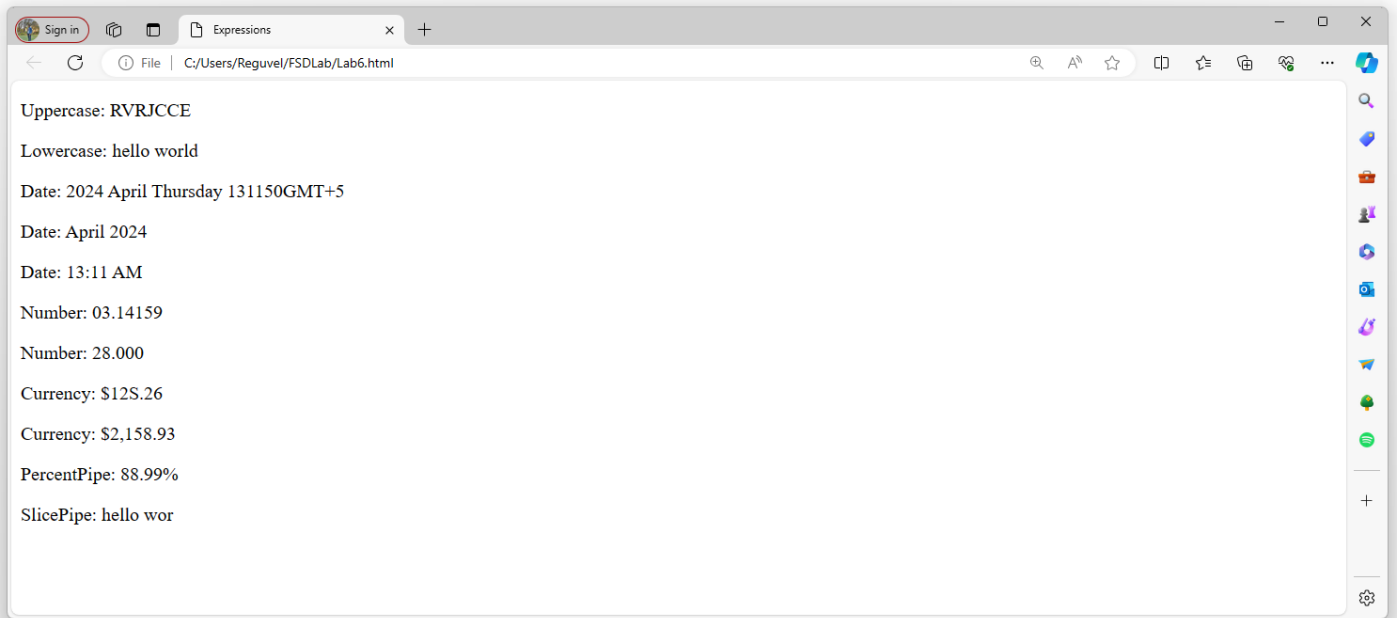 Sign in
Expressions
File
C:/Users/Reguvel/FSDLab/Lab6.html
Uppercase: RVRJCCE
Lowercase: hello world
Date: 2024 April Thursday 131150GMT+5
Date: April 2024
Date: 13:11 AM
Number: 03.14159
Number: 28.000
Currency: $12S.26
Currency: $2,158.93
PercentPipe: 88.99%
SlicePipe: hello wor